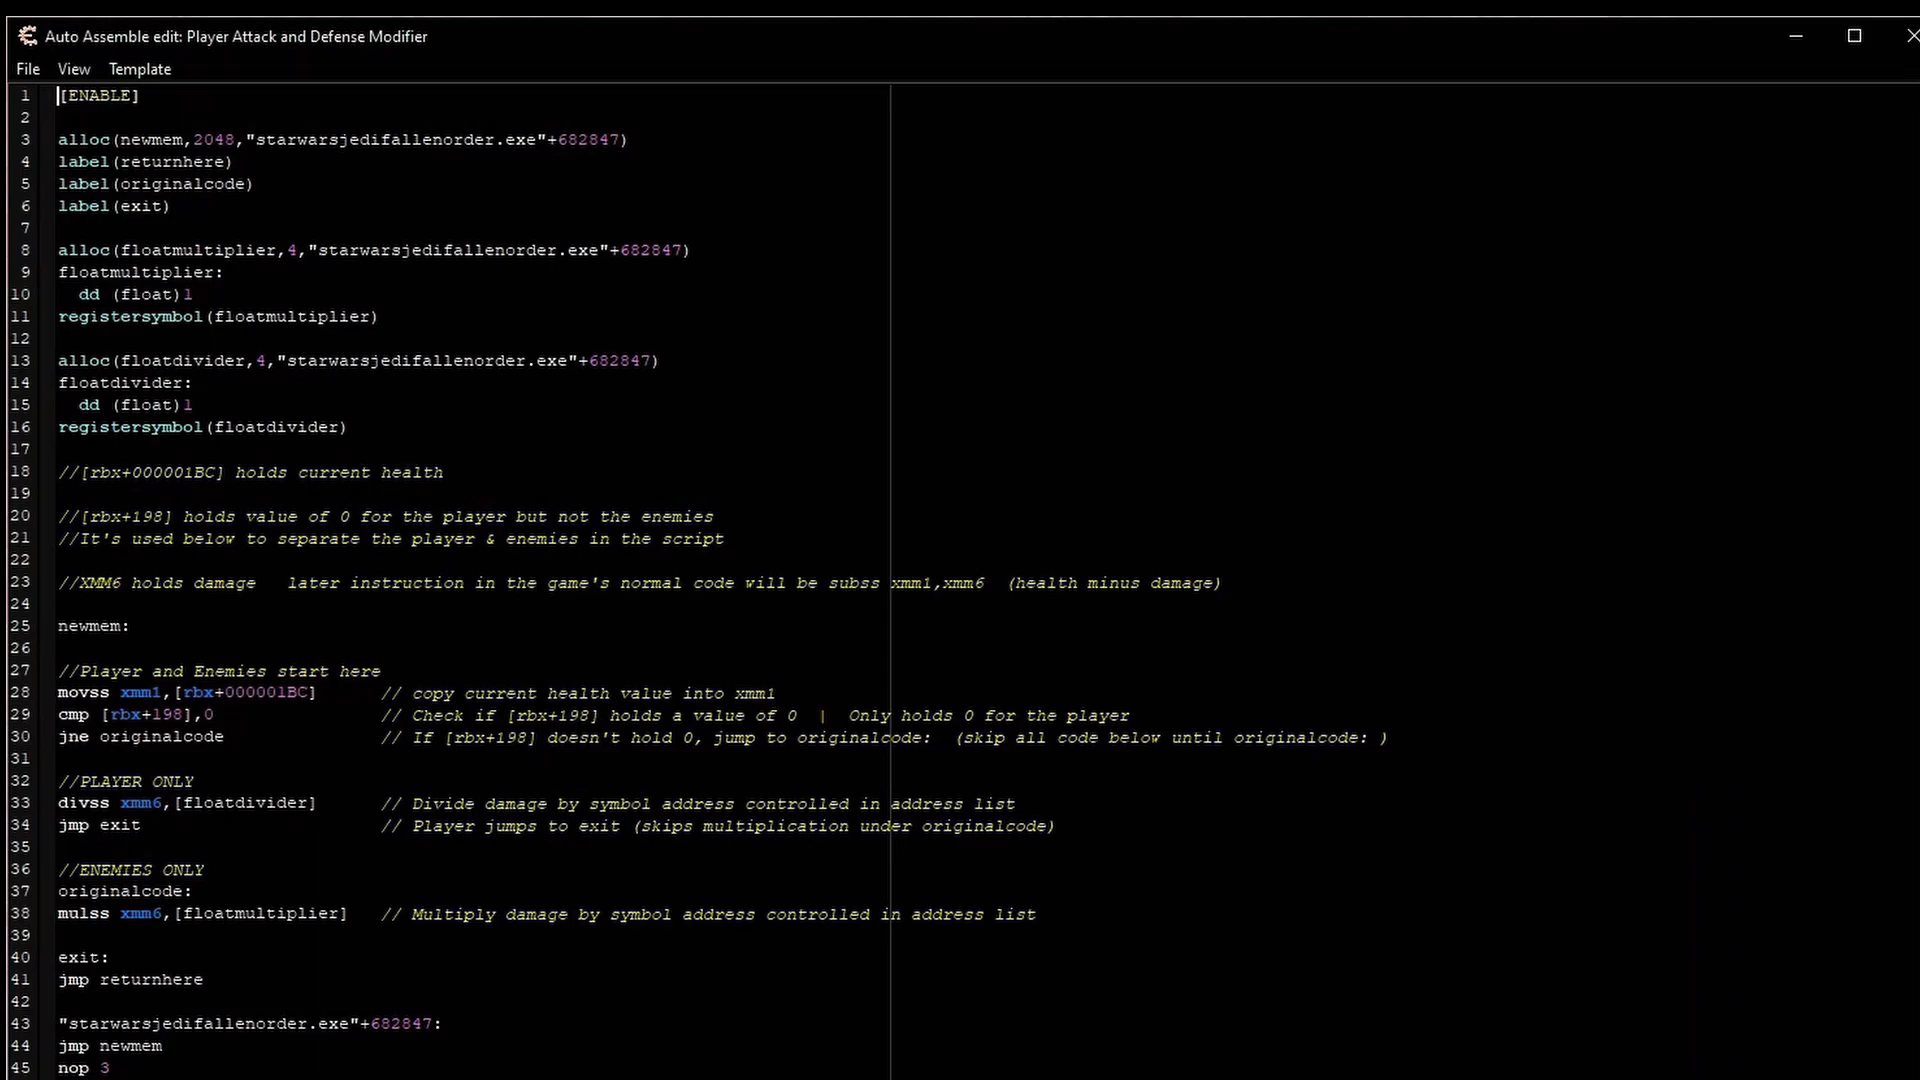 Auto Assemble edit: Player Attack and Defense Modifier
File View Template
1 [ENABLE]
2
3 alloc(newmem,2048,"starwarsjedifallenorder.exe"+682847)
4 label(returnhere)
5 label(originalcode)
6 label(exit)
7
8 alloc(floatmultiplier,4,"starwarsjedifallenorder.exe"+682847)
9 floatmultiplier:
10 dd (float)1
11 registersymbol(floatmultiplier)
12
13 alloc(floatdivider,4,"starwarsjedifallenorder.exe"+682847)
14 floatdivider:
15 dd (float)1
16 registersymbol(floatdivider)
17
18 //[rbx+000001BC] holds current health
19
20 //[rbx+198] holds value of 0 for the player but not the enemies
21 //It's used below to separate the player & enemies in the script
22
23 //XMM6 holds damage later instruction in the game's normal code will be subss xmm1,xmm6 (health minus damage)
24
25 newmem:
26
27 //Player and Enemies start here
28 movss xmm1,[rbx+000001BC] // copy current health value into xmm1
29 cmp [rbx+198],0 // Check if [rbx+198] holds a value of 0 | Only holds 0 for the player
30 jne originalcode // If [rbx+198] doesn't hold 0, jump to originalcode: (skip all code below until originalcode: )
31
32 //PLAYER ONLY
33 divss xmm6,[floatdivider] // Divide damage by symbol address controlled in address list
34 jmp exit // Player jumps to exit (skips multiplication under originalcode)
35
36 //ENEMIES ONLY
37 originalcode:
38 mulss xmm6,[floatmultiplier] // Multiply damage by symbol address controlled in address list
39
40 exit:
41 jmp returnhere
42
43 "starwarsjedifallenorder.exe"+682847:
44 jmp newmem
45 nop 3